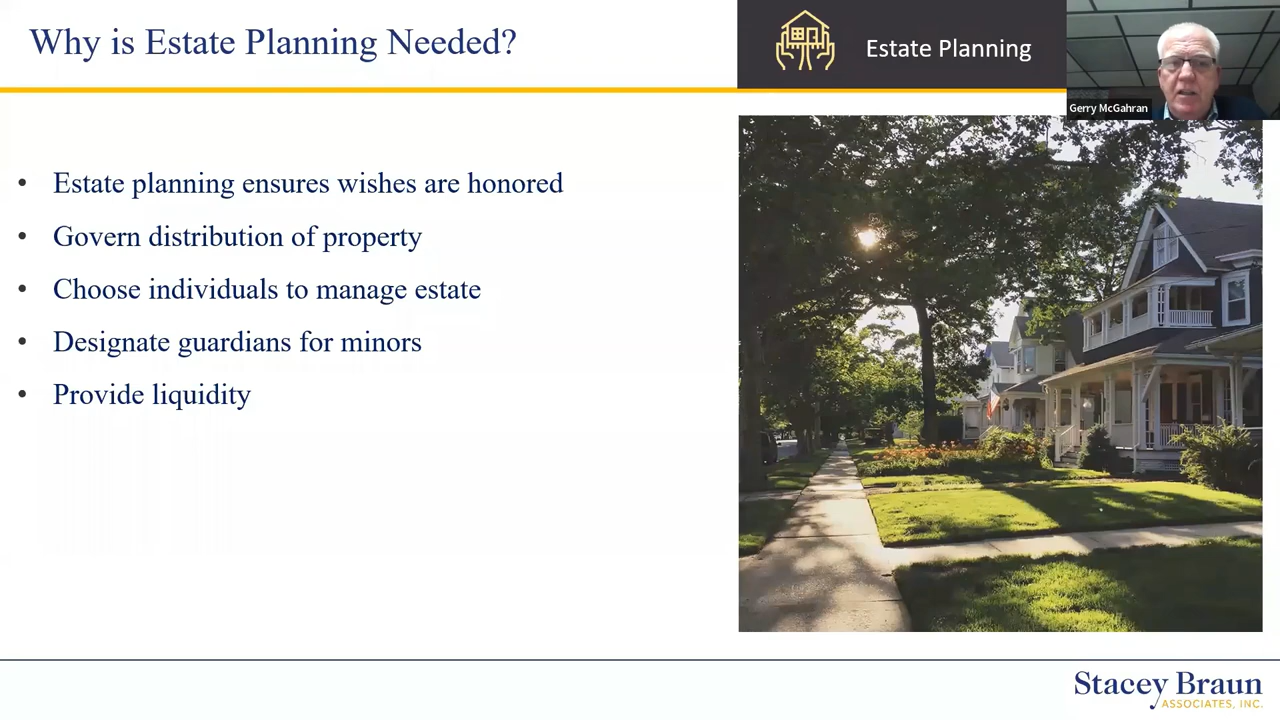 Why is Estate Planning Needed?
Estate Planning
Gerry McGahran
• Estate planning ensures wishes are honored
• Govern distribution of property
• Choose individuals to manage estate
• Designate guardians for minors
• Provide liquidity
Stacey Braun
ASSOCIATES, INC.